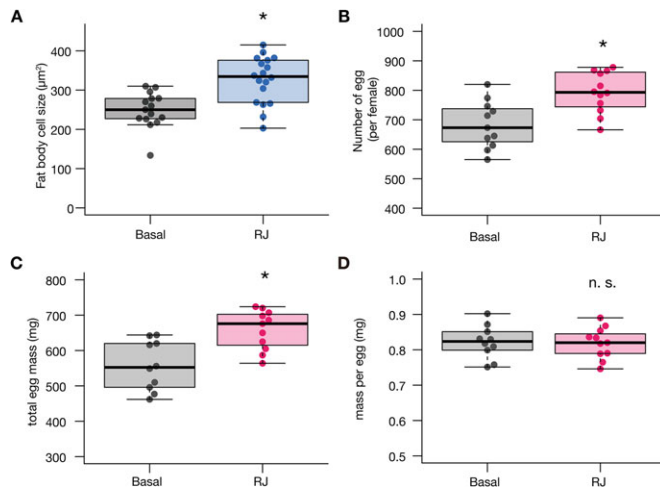 A
*
Fat body cell size (μm²)
400
300
200
100
0
Basal
RJ
B
*
Number of egg
(per female)
1000
900
800
700
600
500
400
Basal
RJ
C
*
total egg mass (mg)
800
700
600
500
400
300
Basal
RJ
D
n. s.
mass per egg (mg)
1.0
0.9
0.8
0.7
0.6
0.5
Basal
RJ